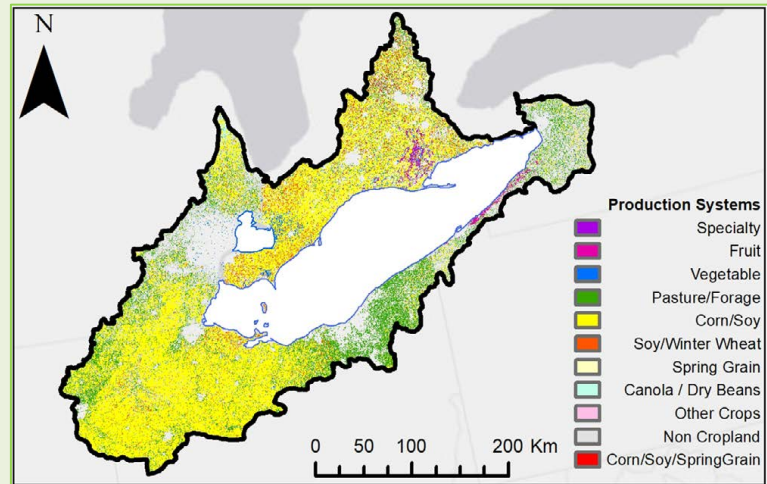 N
Production Systems
Specialty
Fruit
Vegetable
Pasture/Forage
Corn/Soy
Soy/Winter Wheat
Spring Grain
Canola / Dry Beans
Other Crops
Non Cropland
Corn/Soy/SpringGrain
0 50 100 200 Km